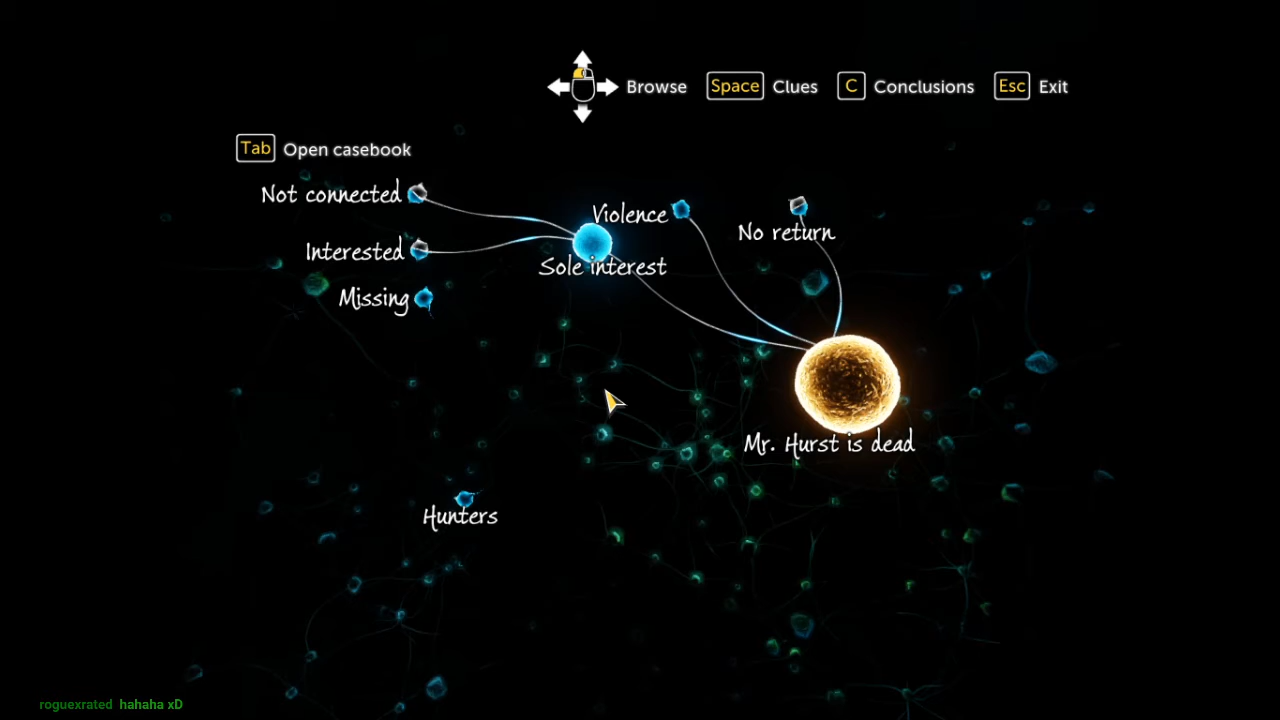 Browse Space Clues C Conclusions Esc Exit
Tab Open casebook
Not connected
Violence
No return
Interested
Sole interest
Missing
Mr. Hurst is dead
Hunters
roguexrated hahaha xD